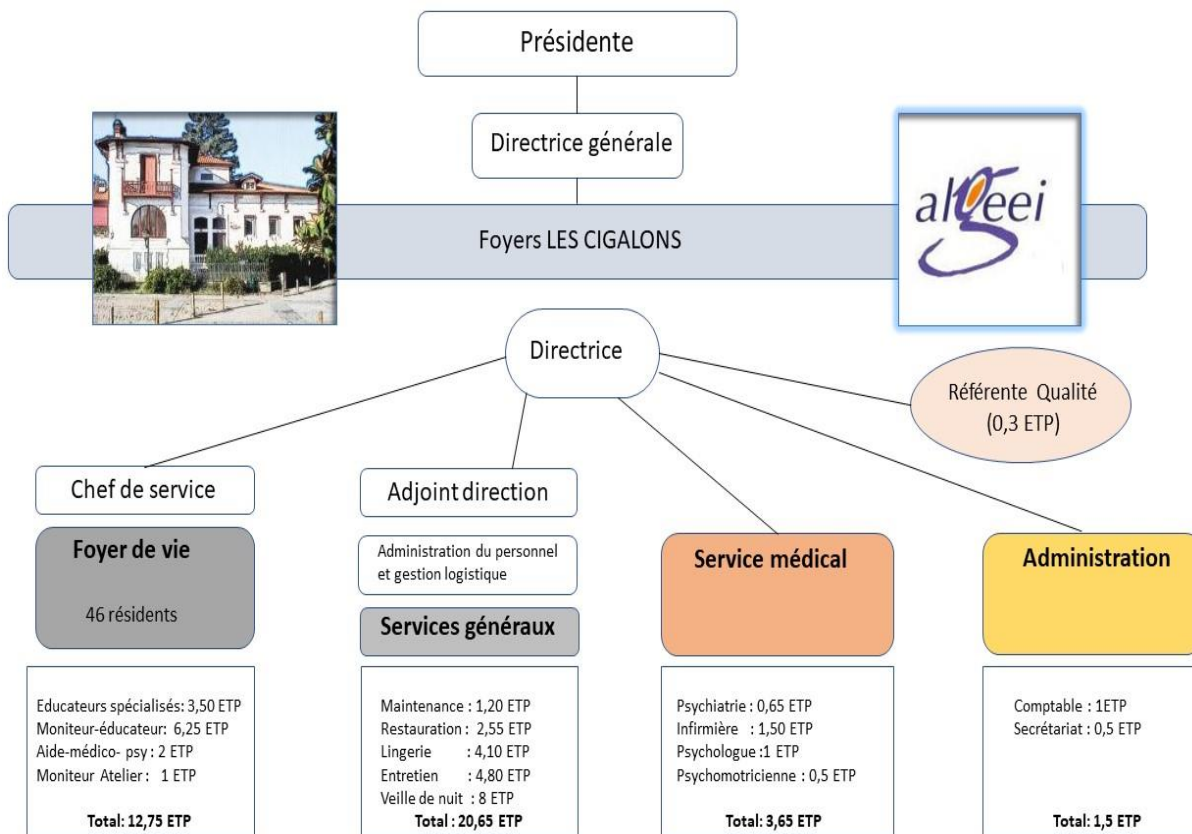 Présidente
Directrice générale
algeei
Foyers LES CIGALONS
Directrice
Référente Qualité
(0,3 ETP)
Chef de service
Foyer de vie
46 résidents
Educateurs spécialisés: 3,50 ETP
Moniteur-éducateur: 6,25 ETP
Aide-médico- psy : 2 ETP
Moniteur Atelier : 1 ETP
Total: 12,75 ETP
Adjoint direction
Administration du personnel
et gestion logistique
Services généraux
Maintenance : 1,20 ETP
Restauration : 2,55 ETP
Lingerie : 4,10 ETP
Entretien : 4,80 ETP
Veille de nuit : 8 ETP
Total : 20,65 ETP
Service médical
Psychiatrie : 0,65 ETP
Infirmière : 1,50 ETP
Psychologue :1 ETP
Psychomotricienne : 0,5 ETP
Total: 3,65 ETP
Administration
Comptable : 1ETP
Secrétariat : 0,5 ETP
Total: 1,5 ETP